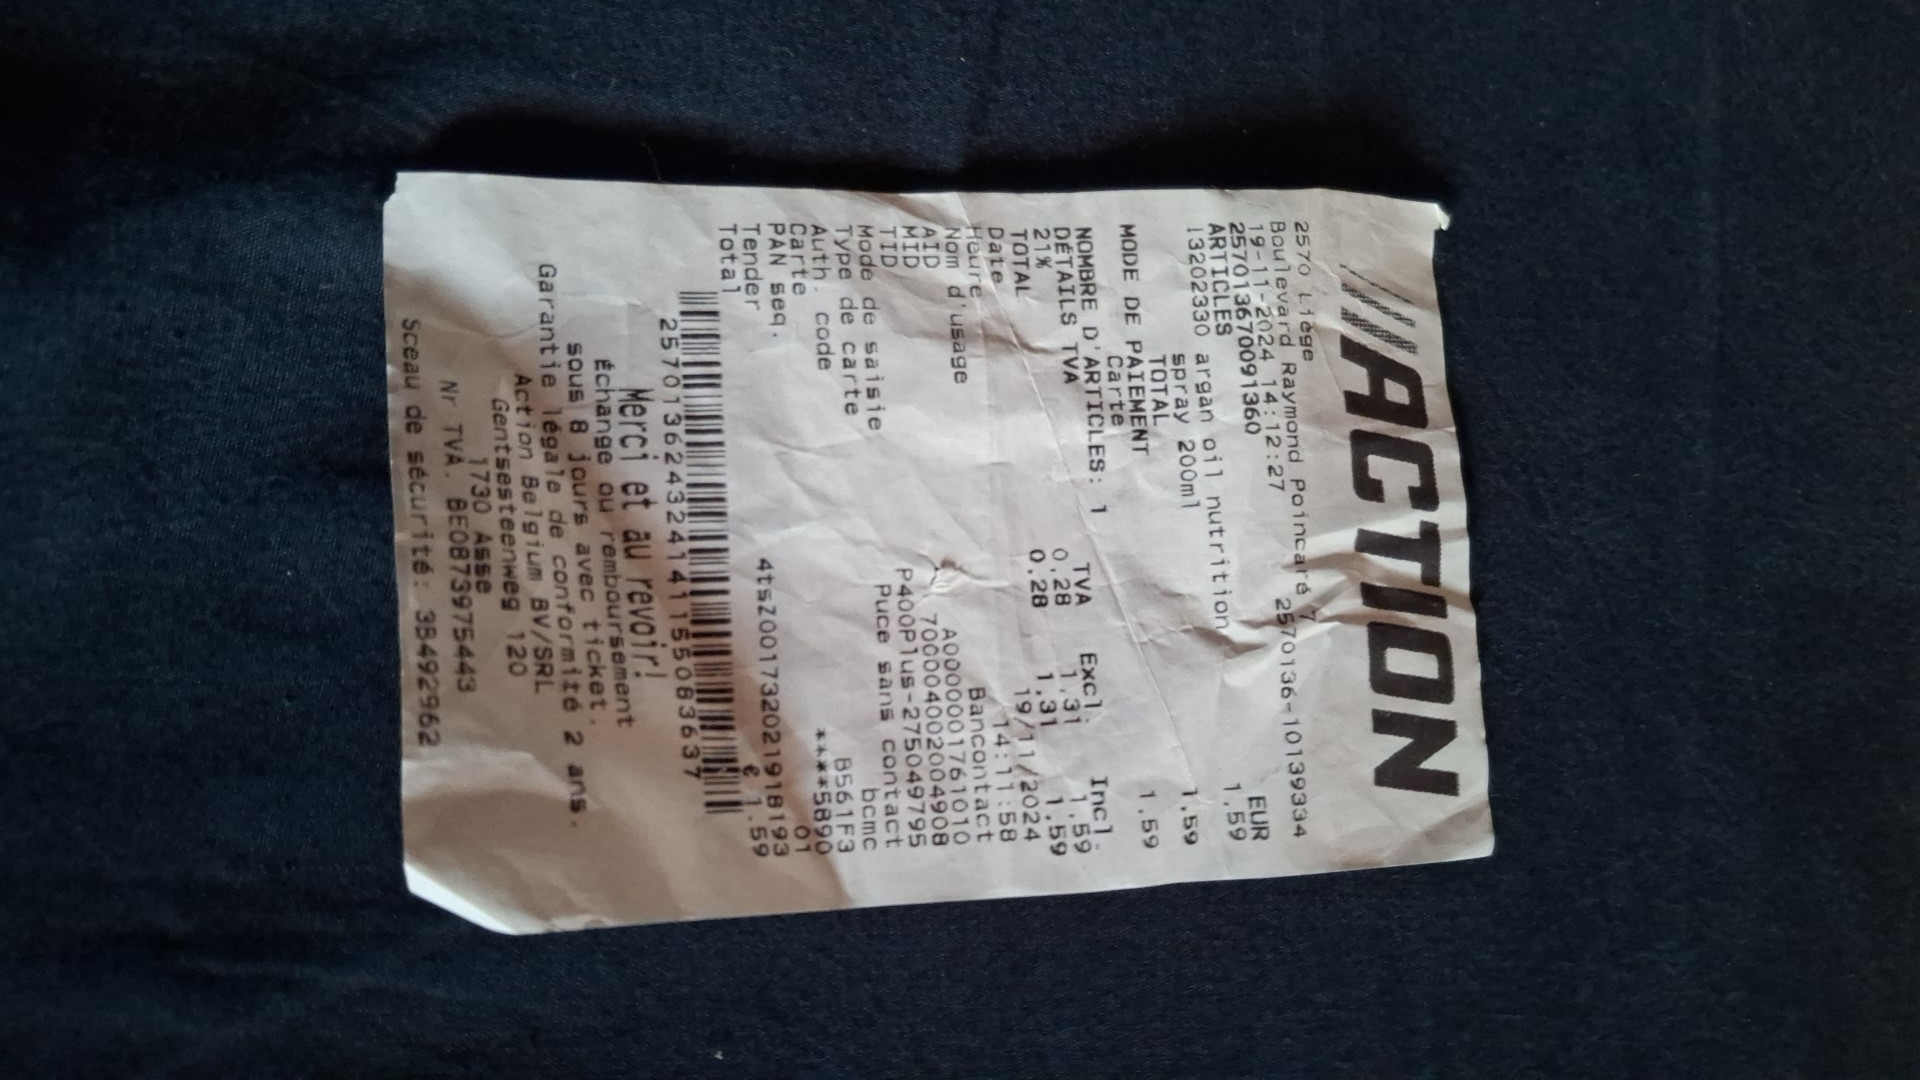 ACTION
2570 Liège
Boulevard Raymond Poincaré 7
19-11-2024 14:12:27 2570136-10139334
2570136700913​60
ARTICLES EUR
13202330 argan oil nutrition 1,59
spray 200ml
TOTAL 1,59
MODE DE PAIEMENT
Carte 1,59
NOMBRE D'ARTICLES: 1
DÉTAILS TVA TVA Excl. Incl.
21% 0,28 1,31 1,59
TOTAL 0,28 1,31 1,59
Date 19/11/2024
Heure 14:11:58
Nom d'usage Bancontact
AID A00000001761010
MID 700004002004908
TID P400Plus-275049795
Mode de saisie Puce sans contact
Type de carte bcmc
Auth. code B561F3
Carte ****5890
PAN seq. 01
Tender 4tsZ001732021918193
Total € 1.59
257013624324141155083637
Merci et au revoir!
Échange ou remboursement
sous 8 jours avec ticket.
Garantie légale de conformité 2 ans.
Action Belgium BV/SRL
Gentsesteenweg 120
1730 Asse
Nr TVA. BE0873975443
Sceau de sécurité: 3B492962